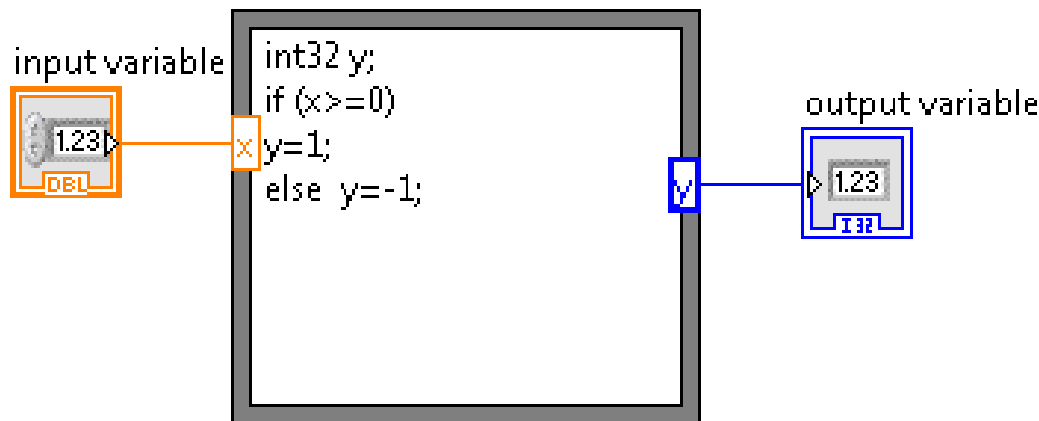 input variable
1.23
DBL
x
int32 y;
if (x>=0)
y=1;
else  y=-1;
y
output variable
1.23
I32